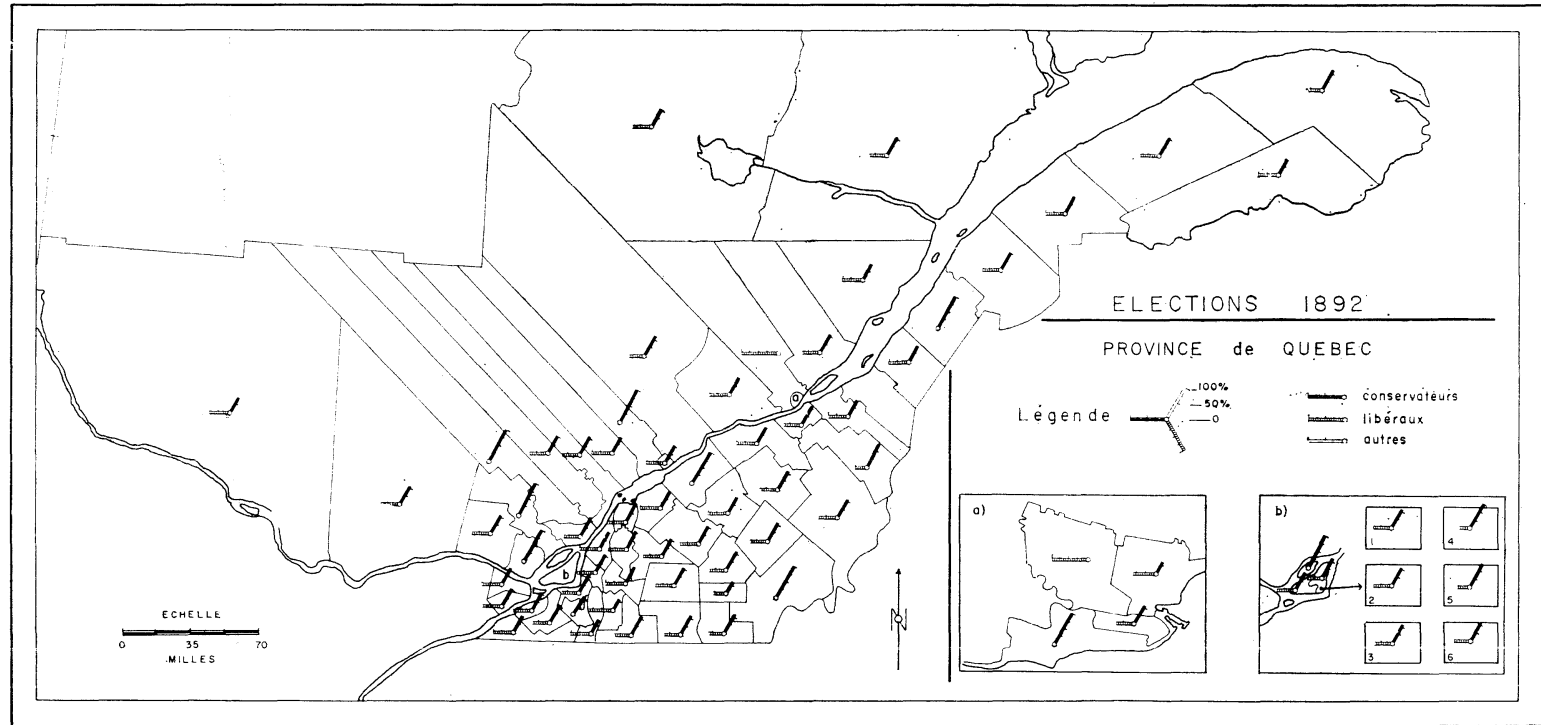 ELECTIONS 1892
PROVINCE de QUEBEC
Légende
100%
50%
0
conservateurs
libéraux
autres
a
b
ECHELLE
0 35 70
MILLES
N
a)
b)
1
4
2
5
3
6